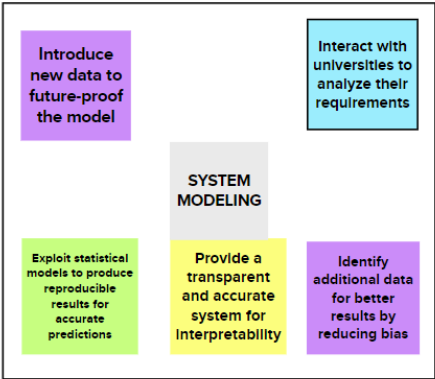 Introduce
new data to
future-proof
the model
Interact with
universities to
analyze their
requirements
SYSTEM
MODELING
Exploit statistical
models to produce
reproducible
results for
accurate
predictions
Provide a
transparent
and accurate
system for
interpretability
Identify
additional data
for better
results by
reducing bias